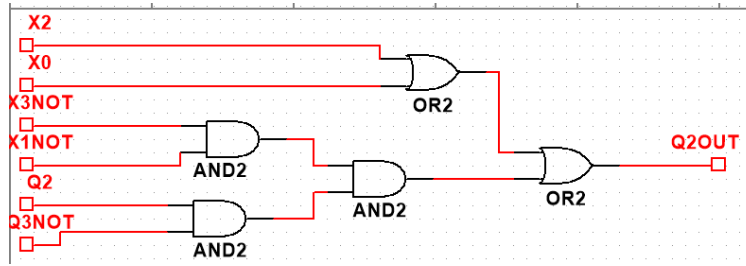 X2
X0
OR2
X3NOT
X1NOT
AND2
Q2
AND2
Q3NOT
AND2
OR2
Q2OUT